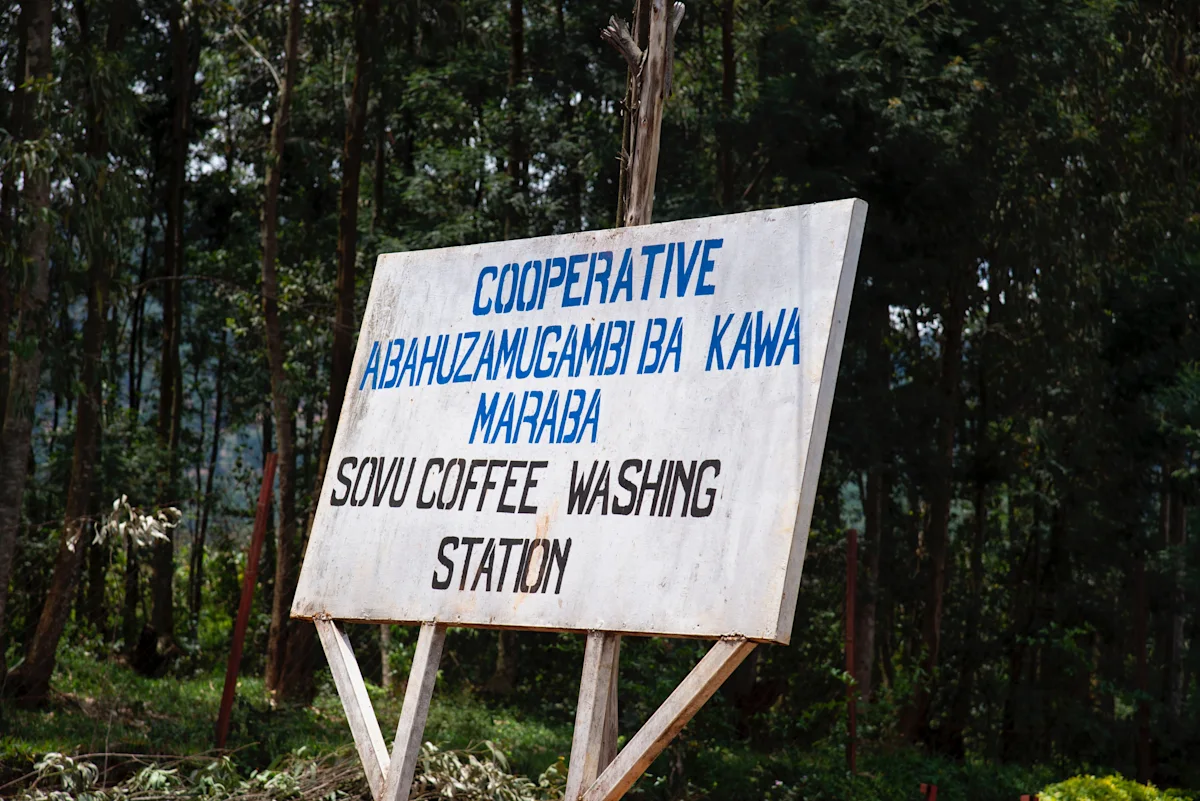 COOPERATIVE
ABAHUZAMUGAMBI BA KAWA
MARABA
SOVU COFFEE WASHING
STATION